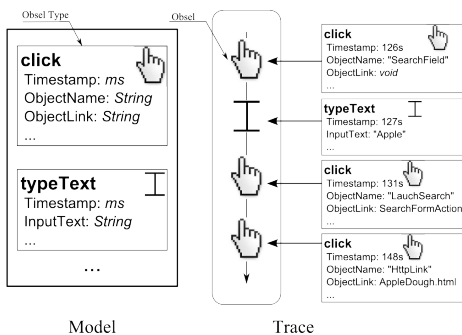 Obsel Type
click
Timestamp: ms
ObjectName: String
ObjectLink: String
...
typeText
Timestamp: ms
InputText: String
...
...
Model
Obsel
click
Timestamp: 126s
ObjectName: "SearchField"
ObjectLink: void
...
typeText
Timestamp: 127s
InputText: "Apple"
...
click
Timestamp: 131s
ObjectName: "LauchSearch"
ObjectLink: SearchFormAction
...
click
Timestamp: 148s
ObjectName: "HttpLink"
ObjectLink: AppleDough.html
...
Trace